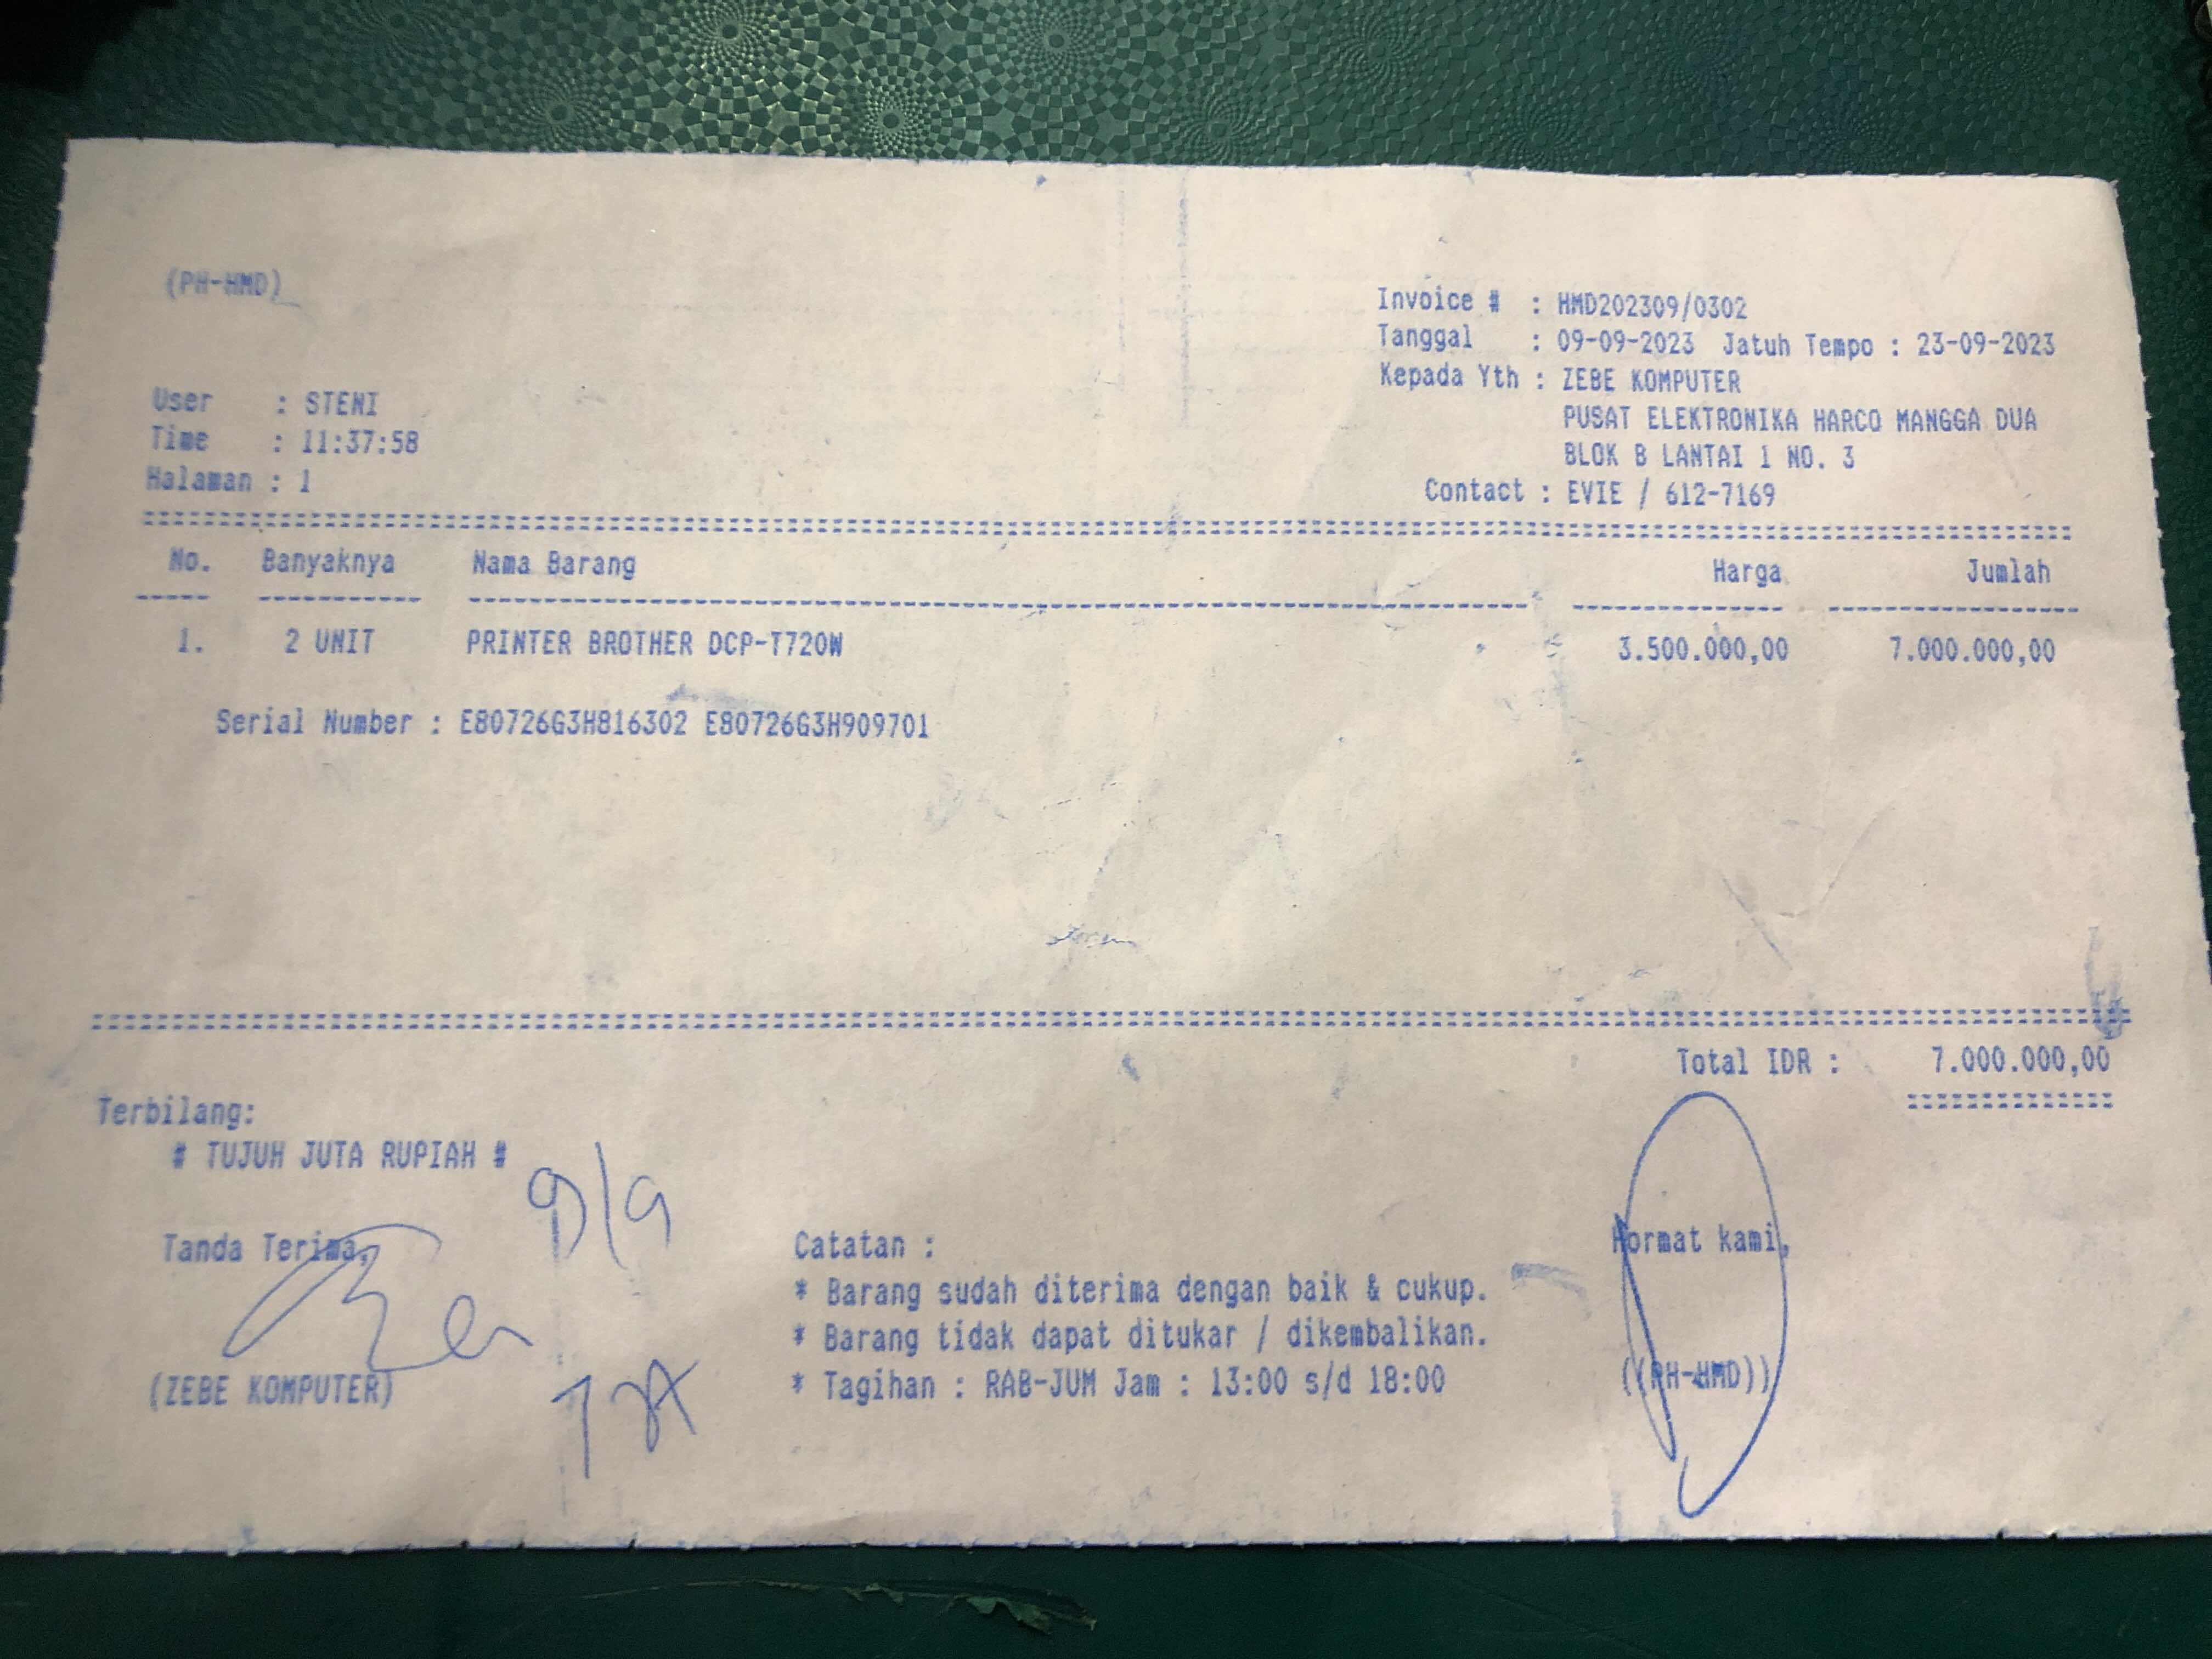 (PH-HMD)
Invoice # : HMD202309/0302
Tanggal : 09-09-2023 Jatuh Tempo : 23-09-2023
Kepada Yth : ZEBE KOMPUTER
PUSAT ELEKTRONIKA HARCO MANGGA DUA
BLOK B LANTAI 1 NO. 3
Contact : EVIE / 612-7169
User : STENI
Time : 11:37:58
Halaman : 1
No. Banyaknya Nama Barang Harga Jumlah
1. 2 UNIT PRINTER BROTHER DCP-T720W 3.500.000,00 7.000.000,00
Serial Number : E80726G3H816302 E80726G3H909701
Total IDR : 7.000.000,00
Terbilang:
# TUJUH JUTA RUPIAH #
9/9
Tanda Terima,
(ZEBE KOMPUTER)
Catatan :
* Barang sudah diterima dengan baik & cukup.
* Barang tidak dapat ditukar / dikembalikan.
* Tagihan : RAB-JUM Jam : 13:00 s/d 18:00
Hormat kami,
((PH-HMD))